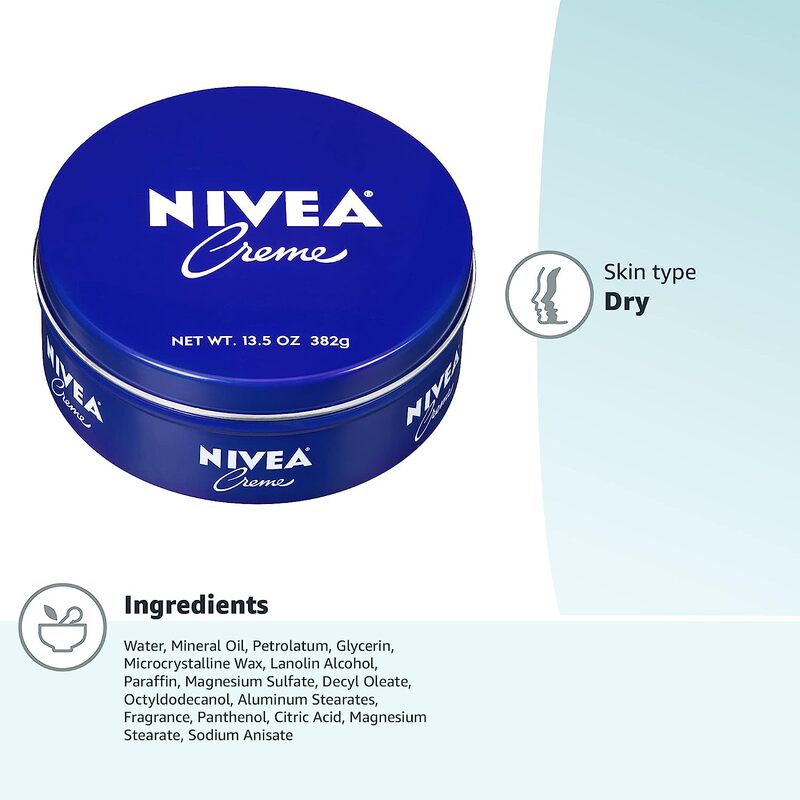 NIVEA®
Creme
NET WT. 13.5 OZ 382g
NIVEA
Creme
NIVEA®
Creme
NIVEA
Creme
Skin type
Dry
Ingredients
Water, Mineral Oil, Petrolatum, Glycerin,
Microcrystalline Wax, Lanolin Alcohol,
Paraffin, Magnesium Sulfate, Decyl Oleate,
Octyldodecanol, Aluminum Stearates,
Fragrance, Panthenol, Citric Acid, Magnesium
Stearate, Sodium Anisate